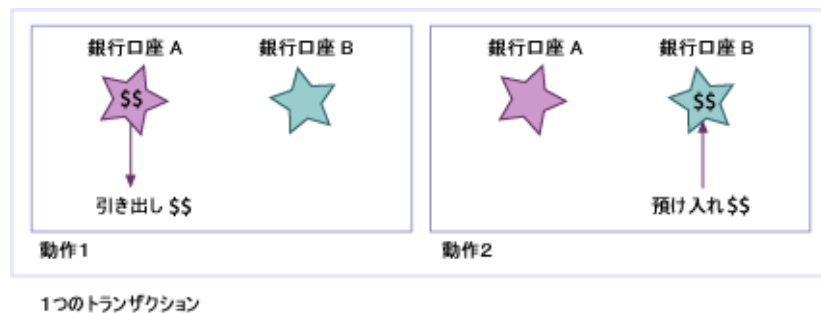 銀行口座 A
銀行口座 B
$$
引き出し $$
動作1
銀行口座 A
銀行口座 B
$$
預け入れ $$
動作2
1つのトランザクション